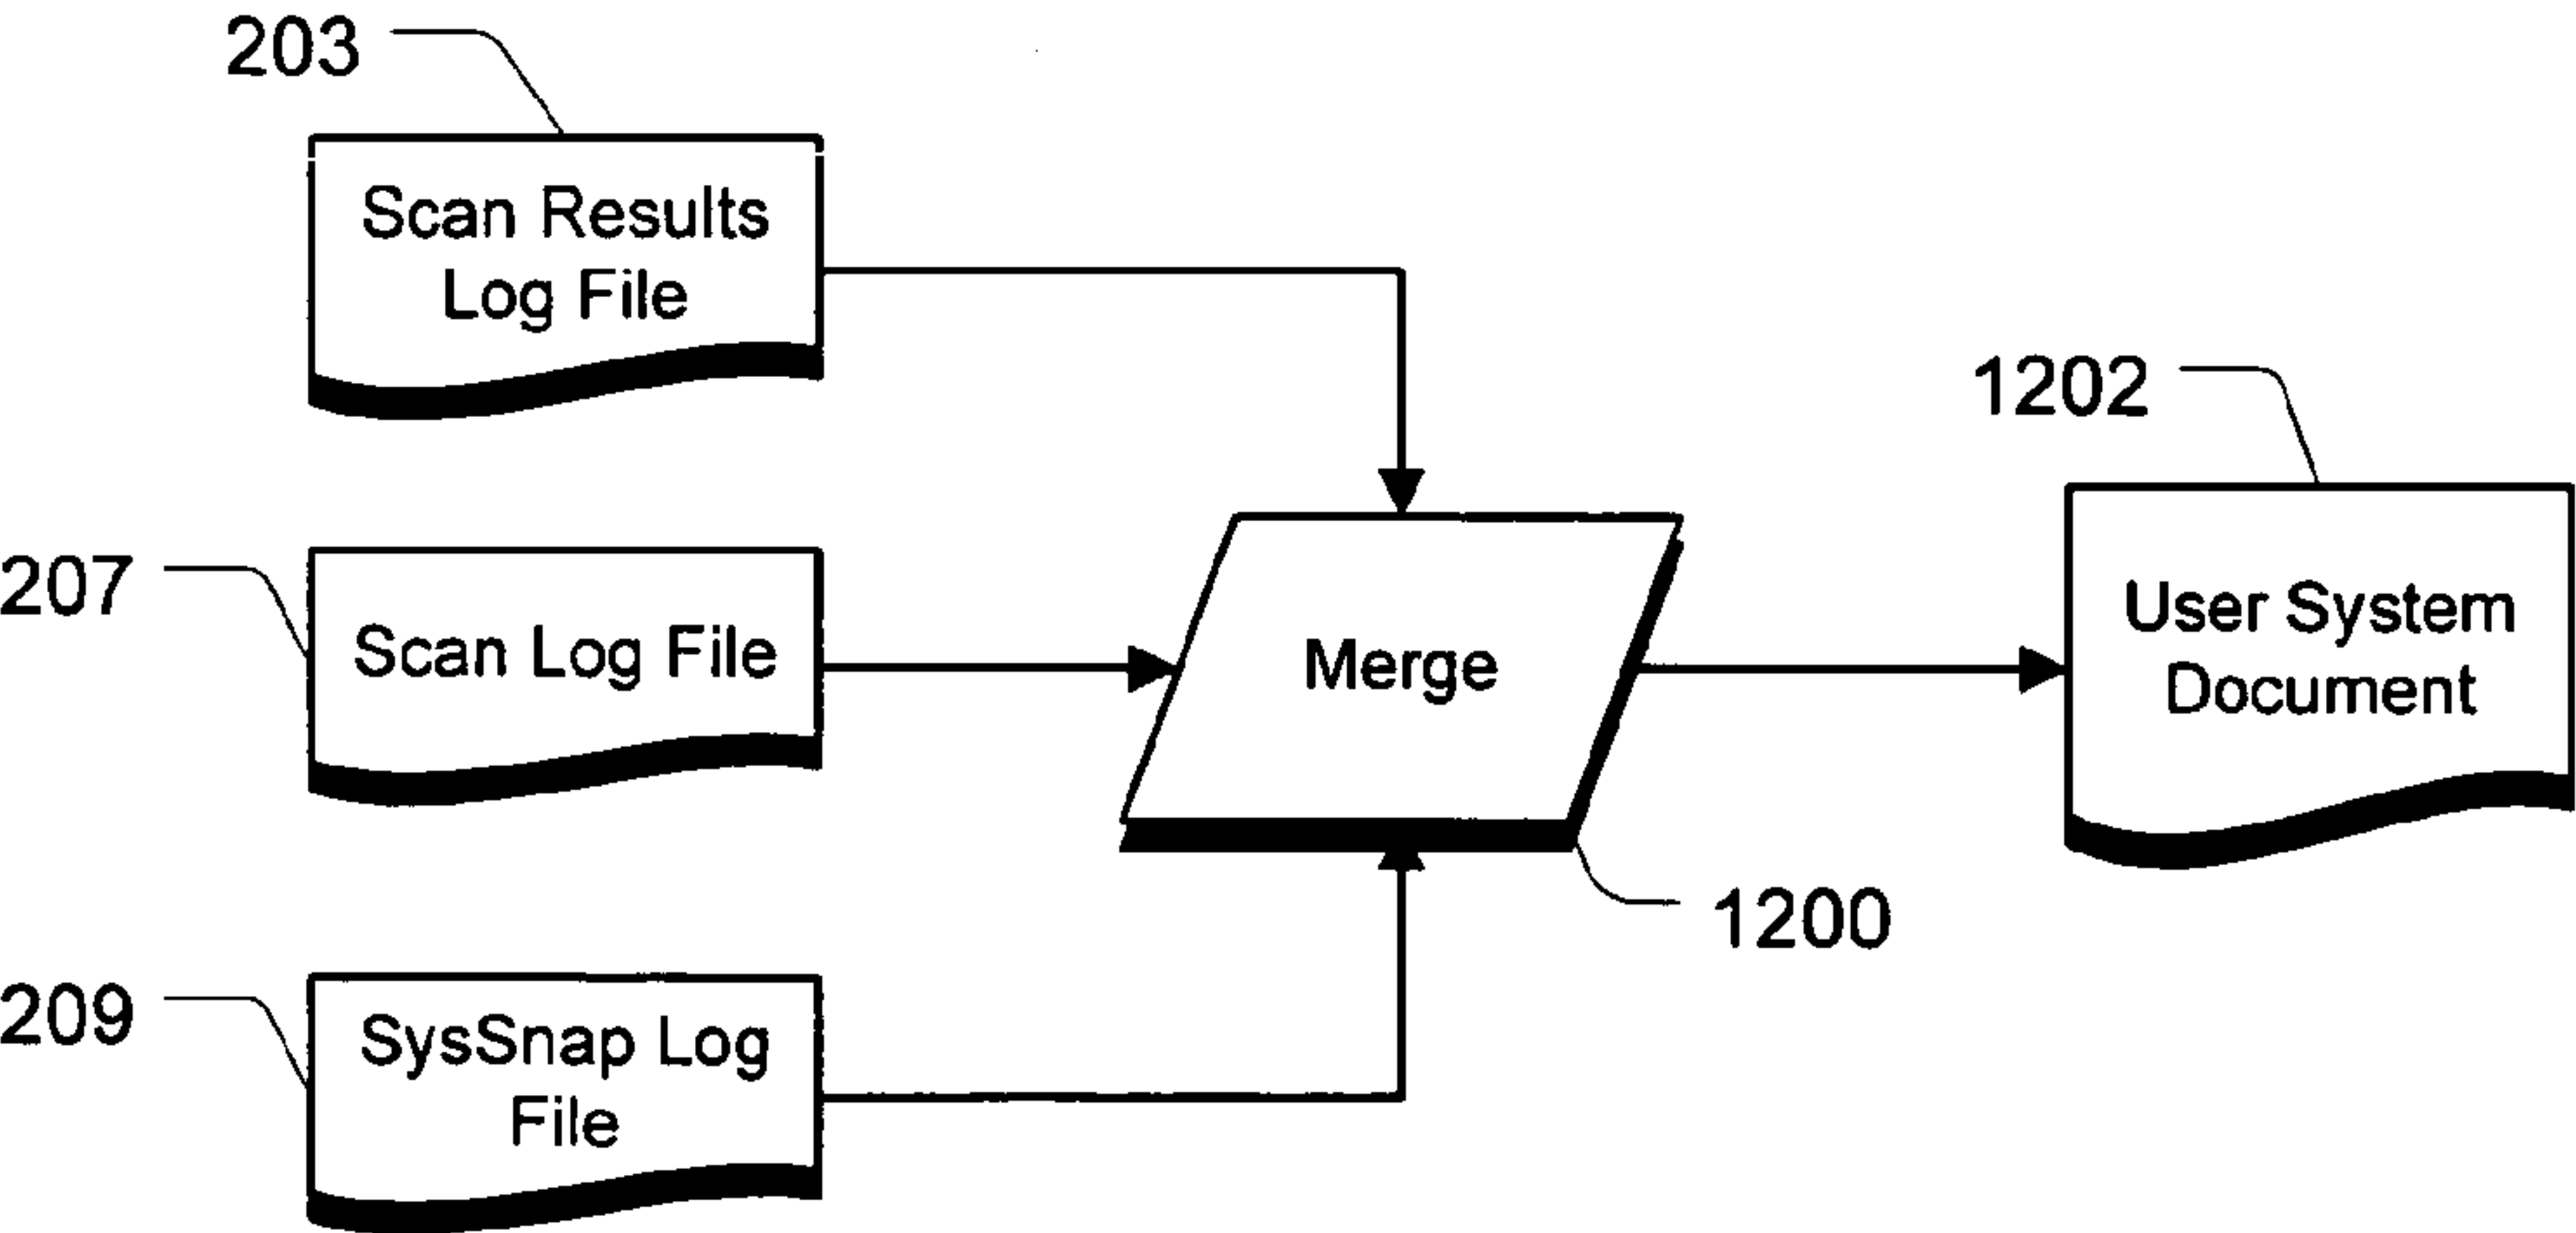 203
Scan Results
Log File
1202
207
Scan Log File
Merge
User System
Document
1200
209
SysSnap Log
File